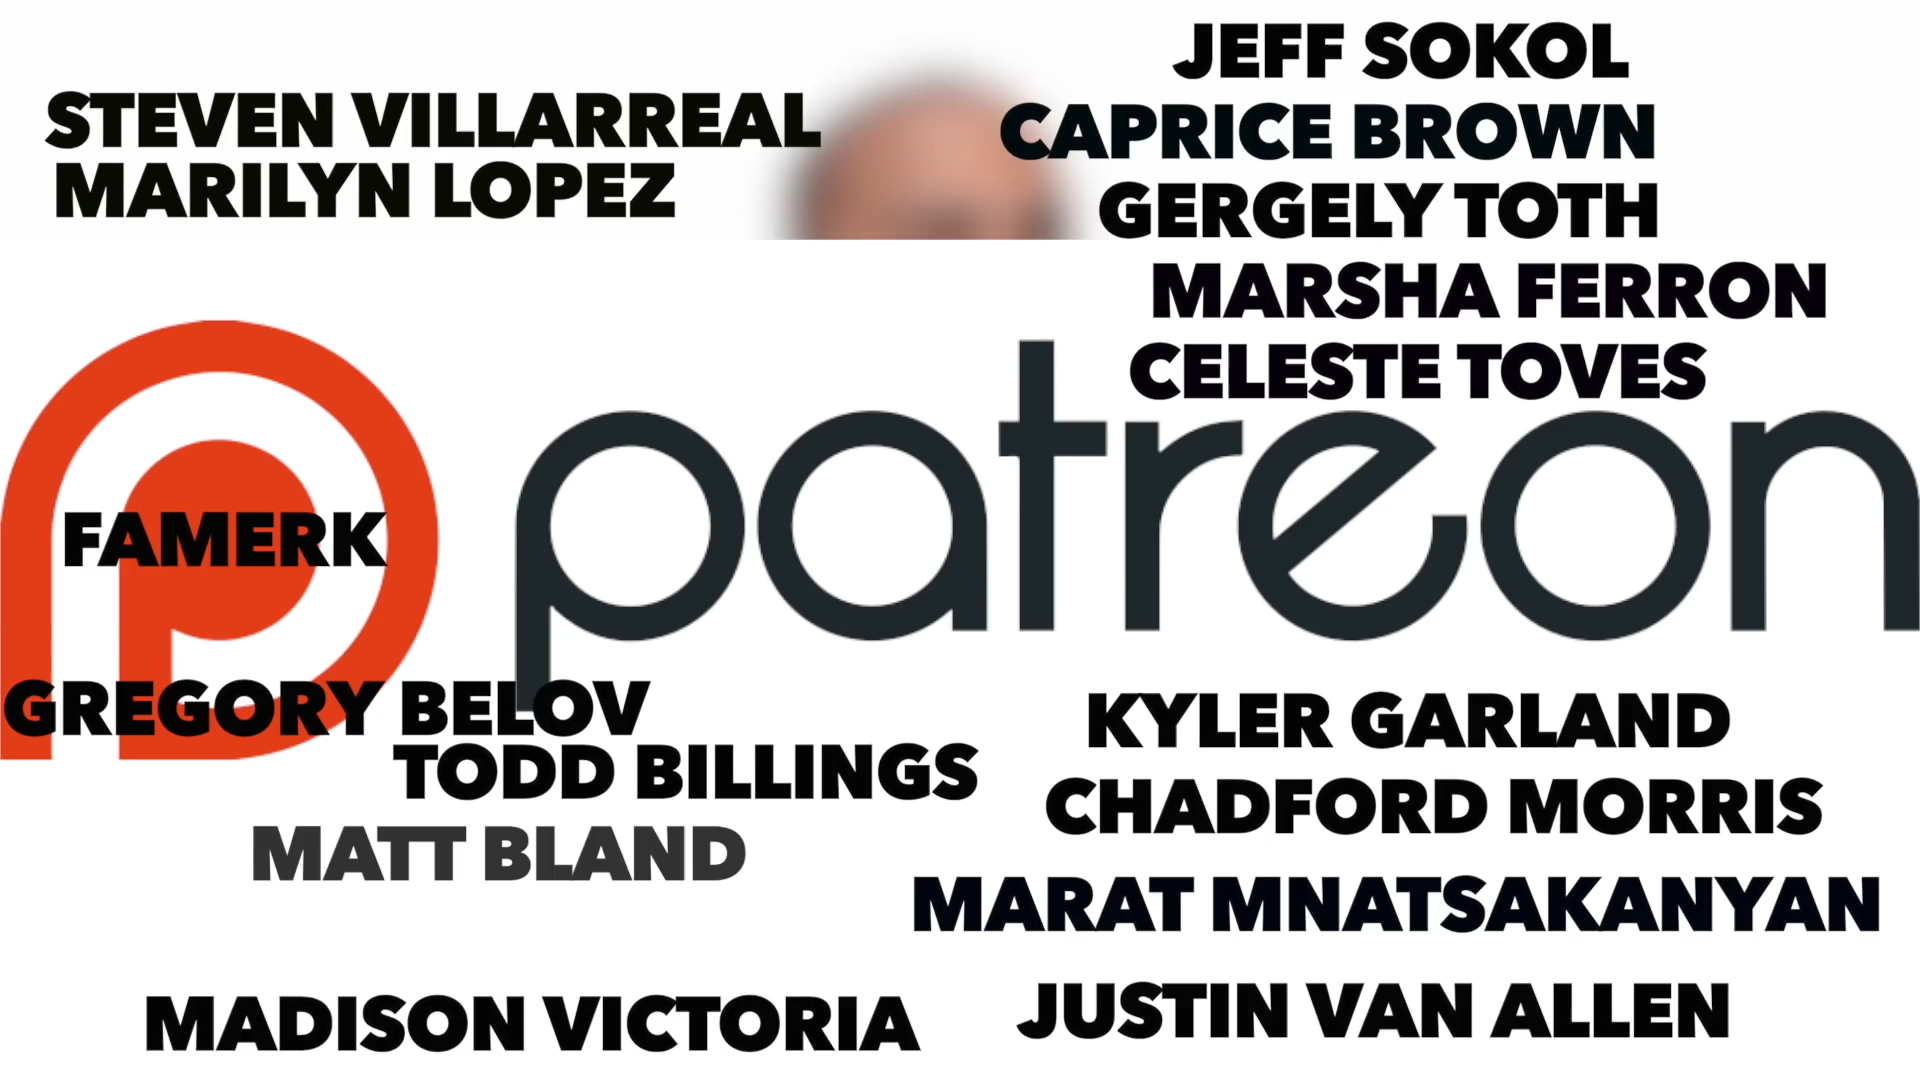 STEVEN VILLARREAL
MARILYN LOPEZ
JEFF SOKOL
CAPRICE BROWN
GERGELY TOTH
MARSHA FERRON
CELESTE TOVES
patreon
FAMERK
GREGORY BELOV
TODD BILLINGS
MATT BLAND
MADISON VICTORIA
KYLER GARLAND
CHADFORD MORRIS
MARAT MNATSAKANYAN
JUSTIN VAN ALLEN